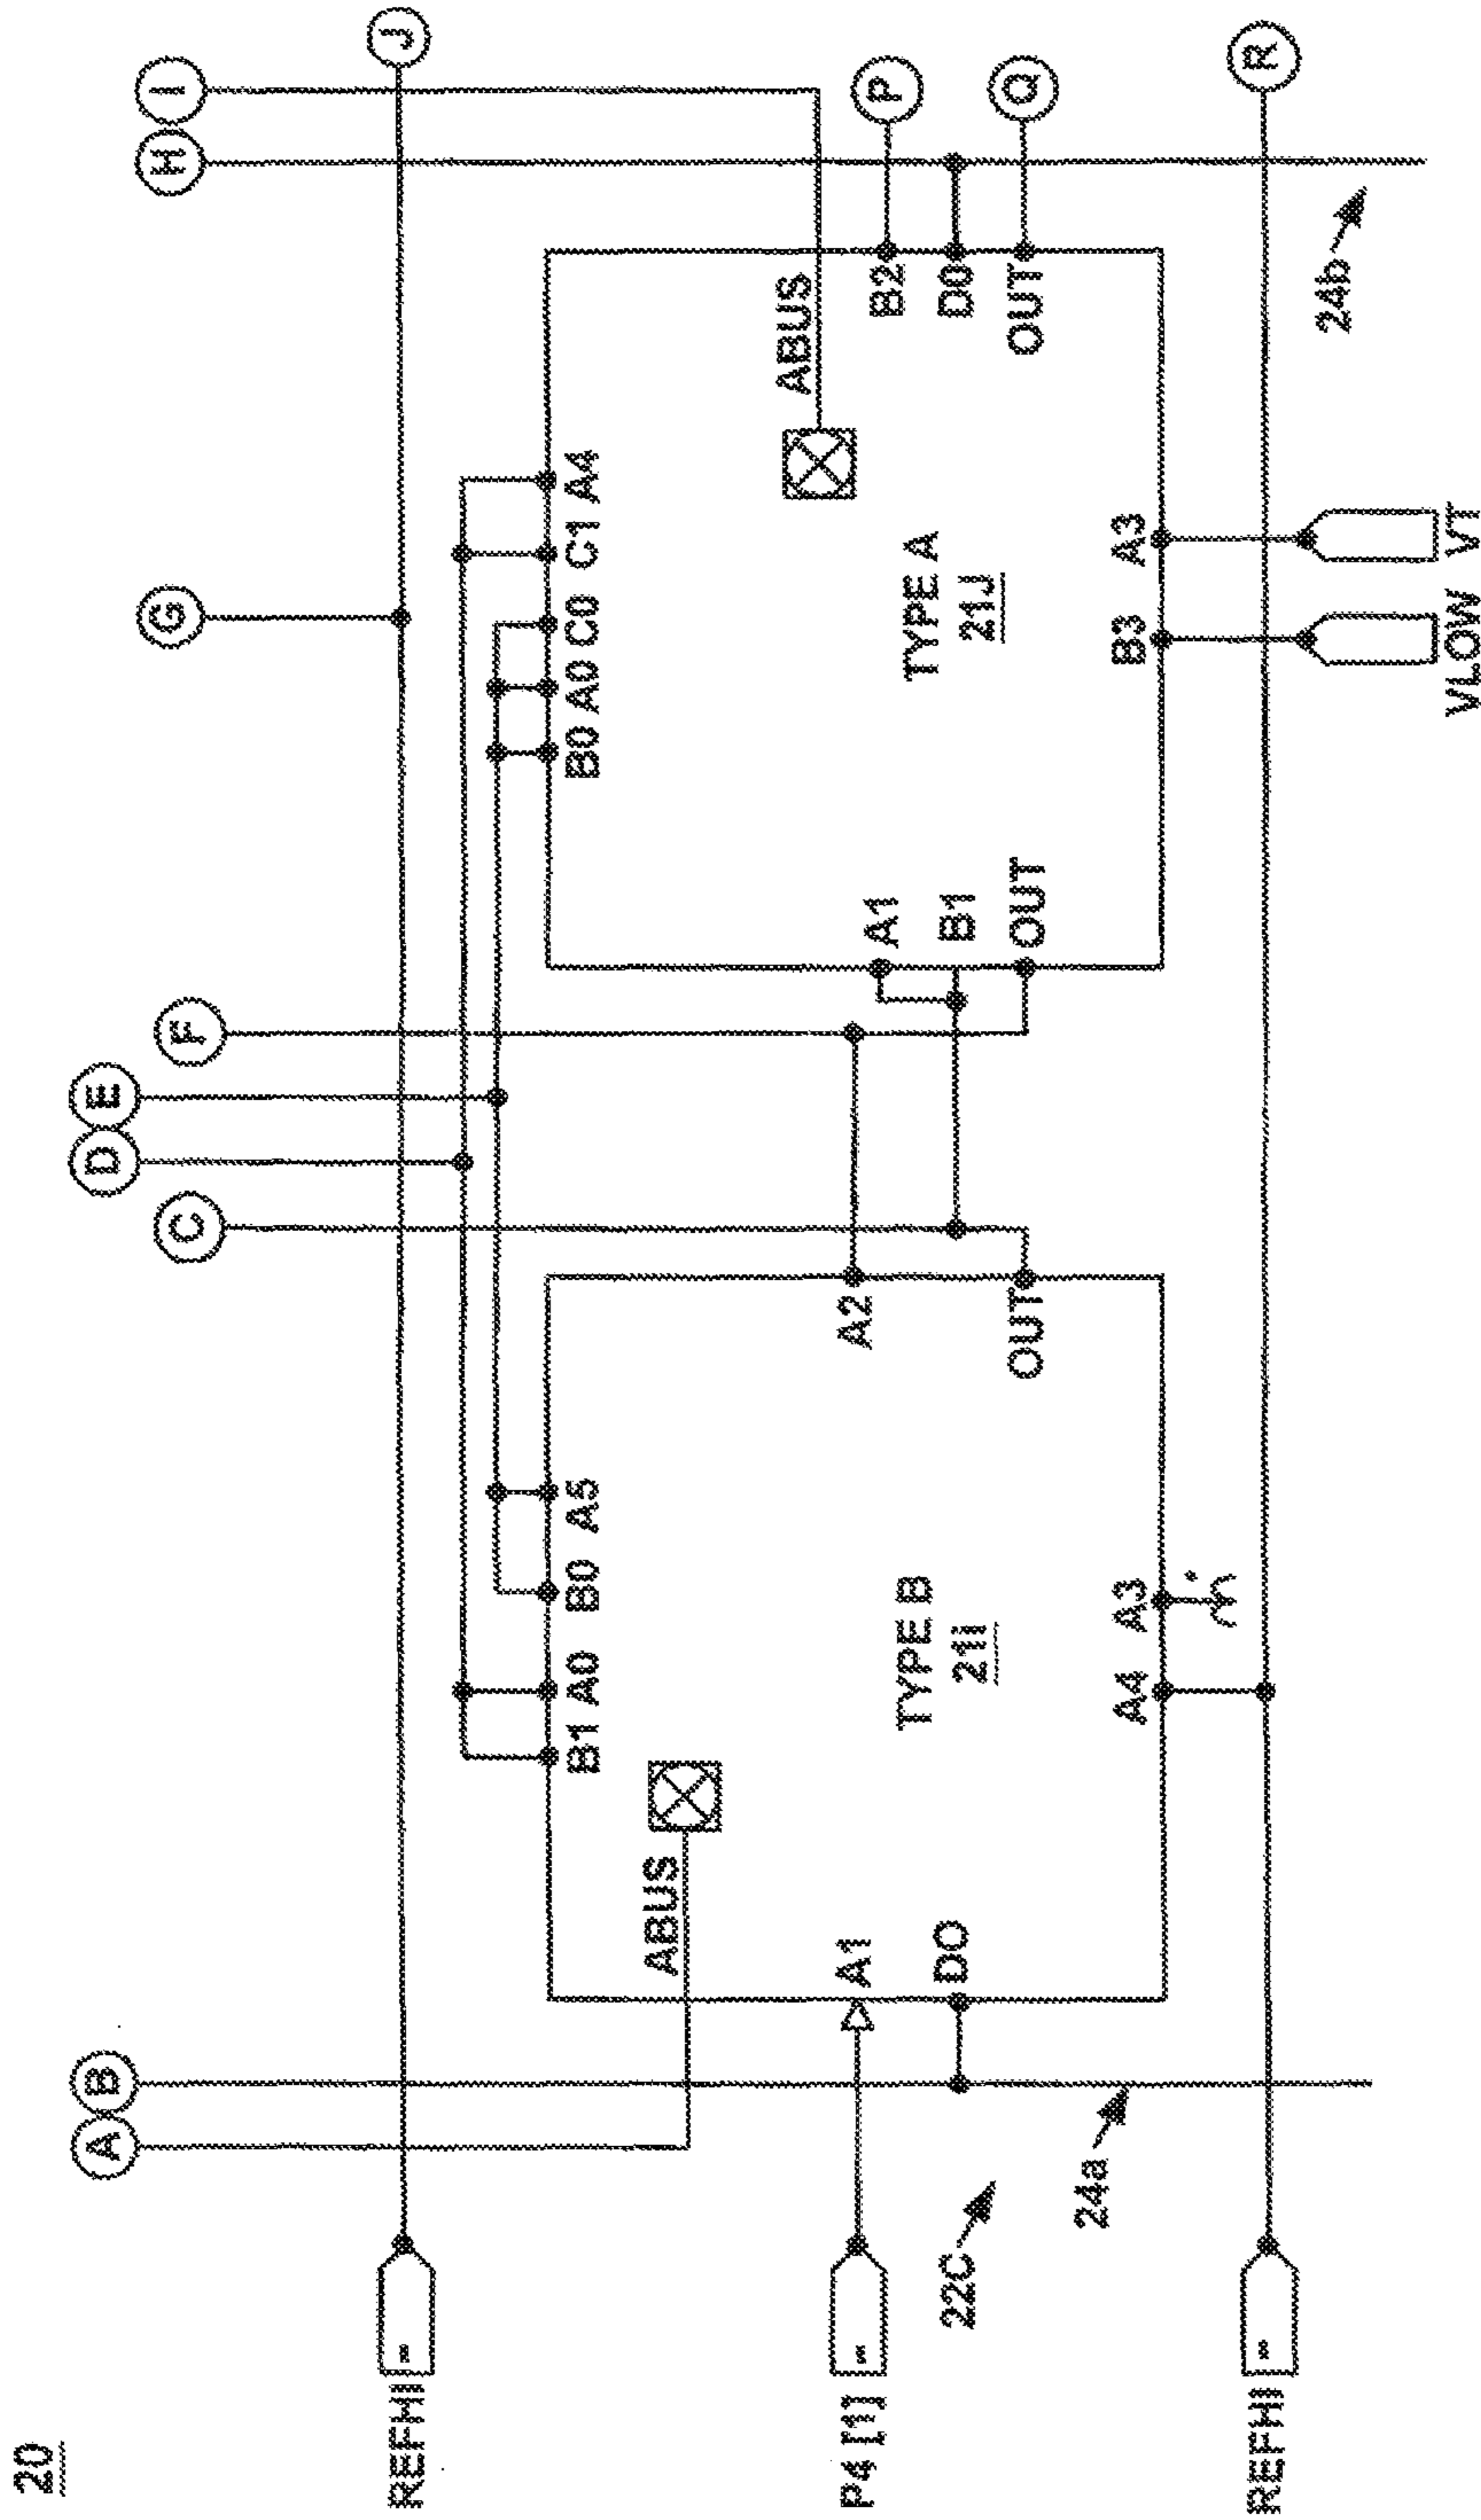 20
A
B
C
D
E
F
G
H
I
J
REFHI
B1 A0 B0 A5
B0 A0 C0 C1 A4
ABUS
ABUS
P4 [1]
A1
A2
A1
B2
P
TYPE B
21i
TYPE A
21J
22C
DO
B1
D0
OUT
OUT
OUT
Q
24a
A4 A3
B3 A3
REFHI
R
24b
VLOW VT